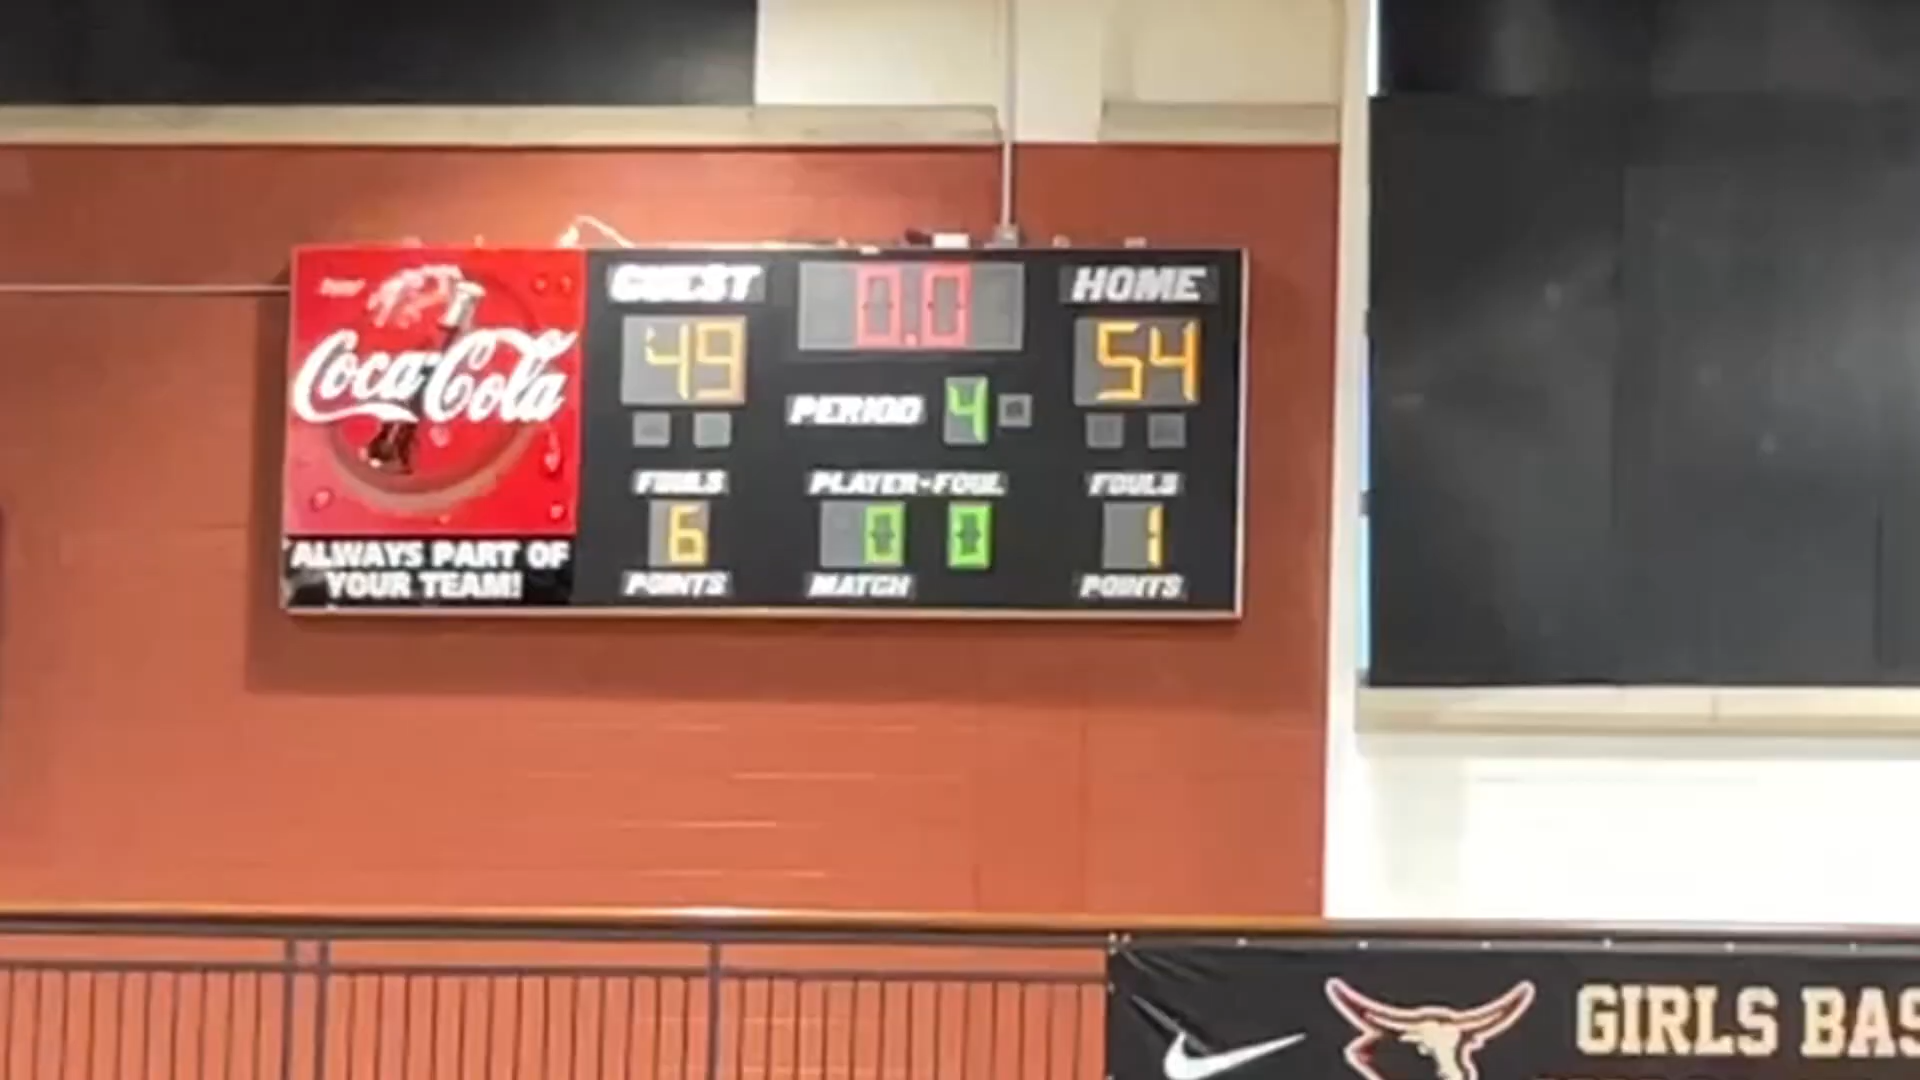 Coca-Cola
ALWAYS PART OF
YOUR TEAM!
GUEST
0.0
HOME
49
54
PERIOD 4
FOULS
PLAYER-FOUL
FOULS
6
0 0
1
POINTS
MATCH
POINTS
GIRLS BAS